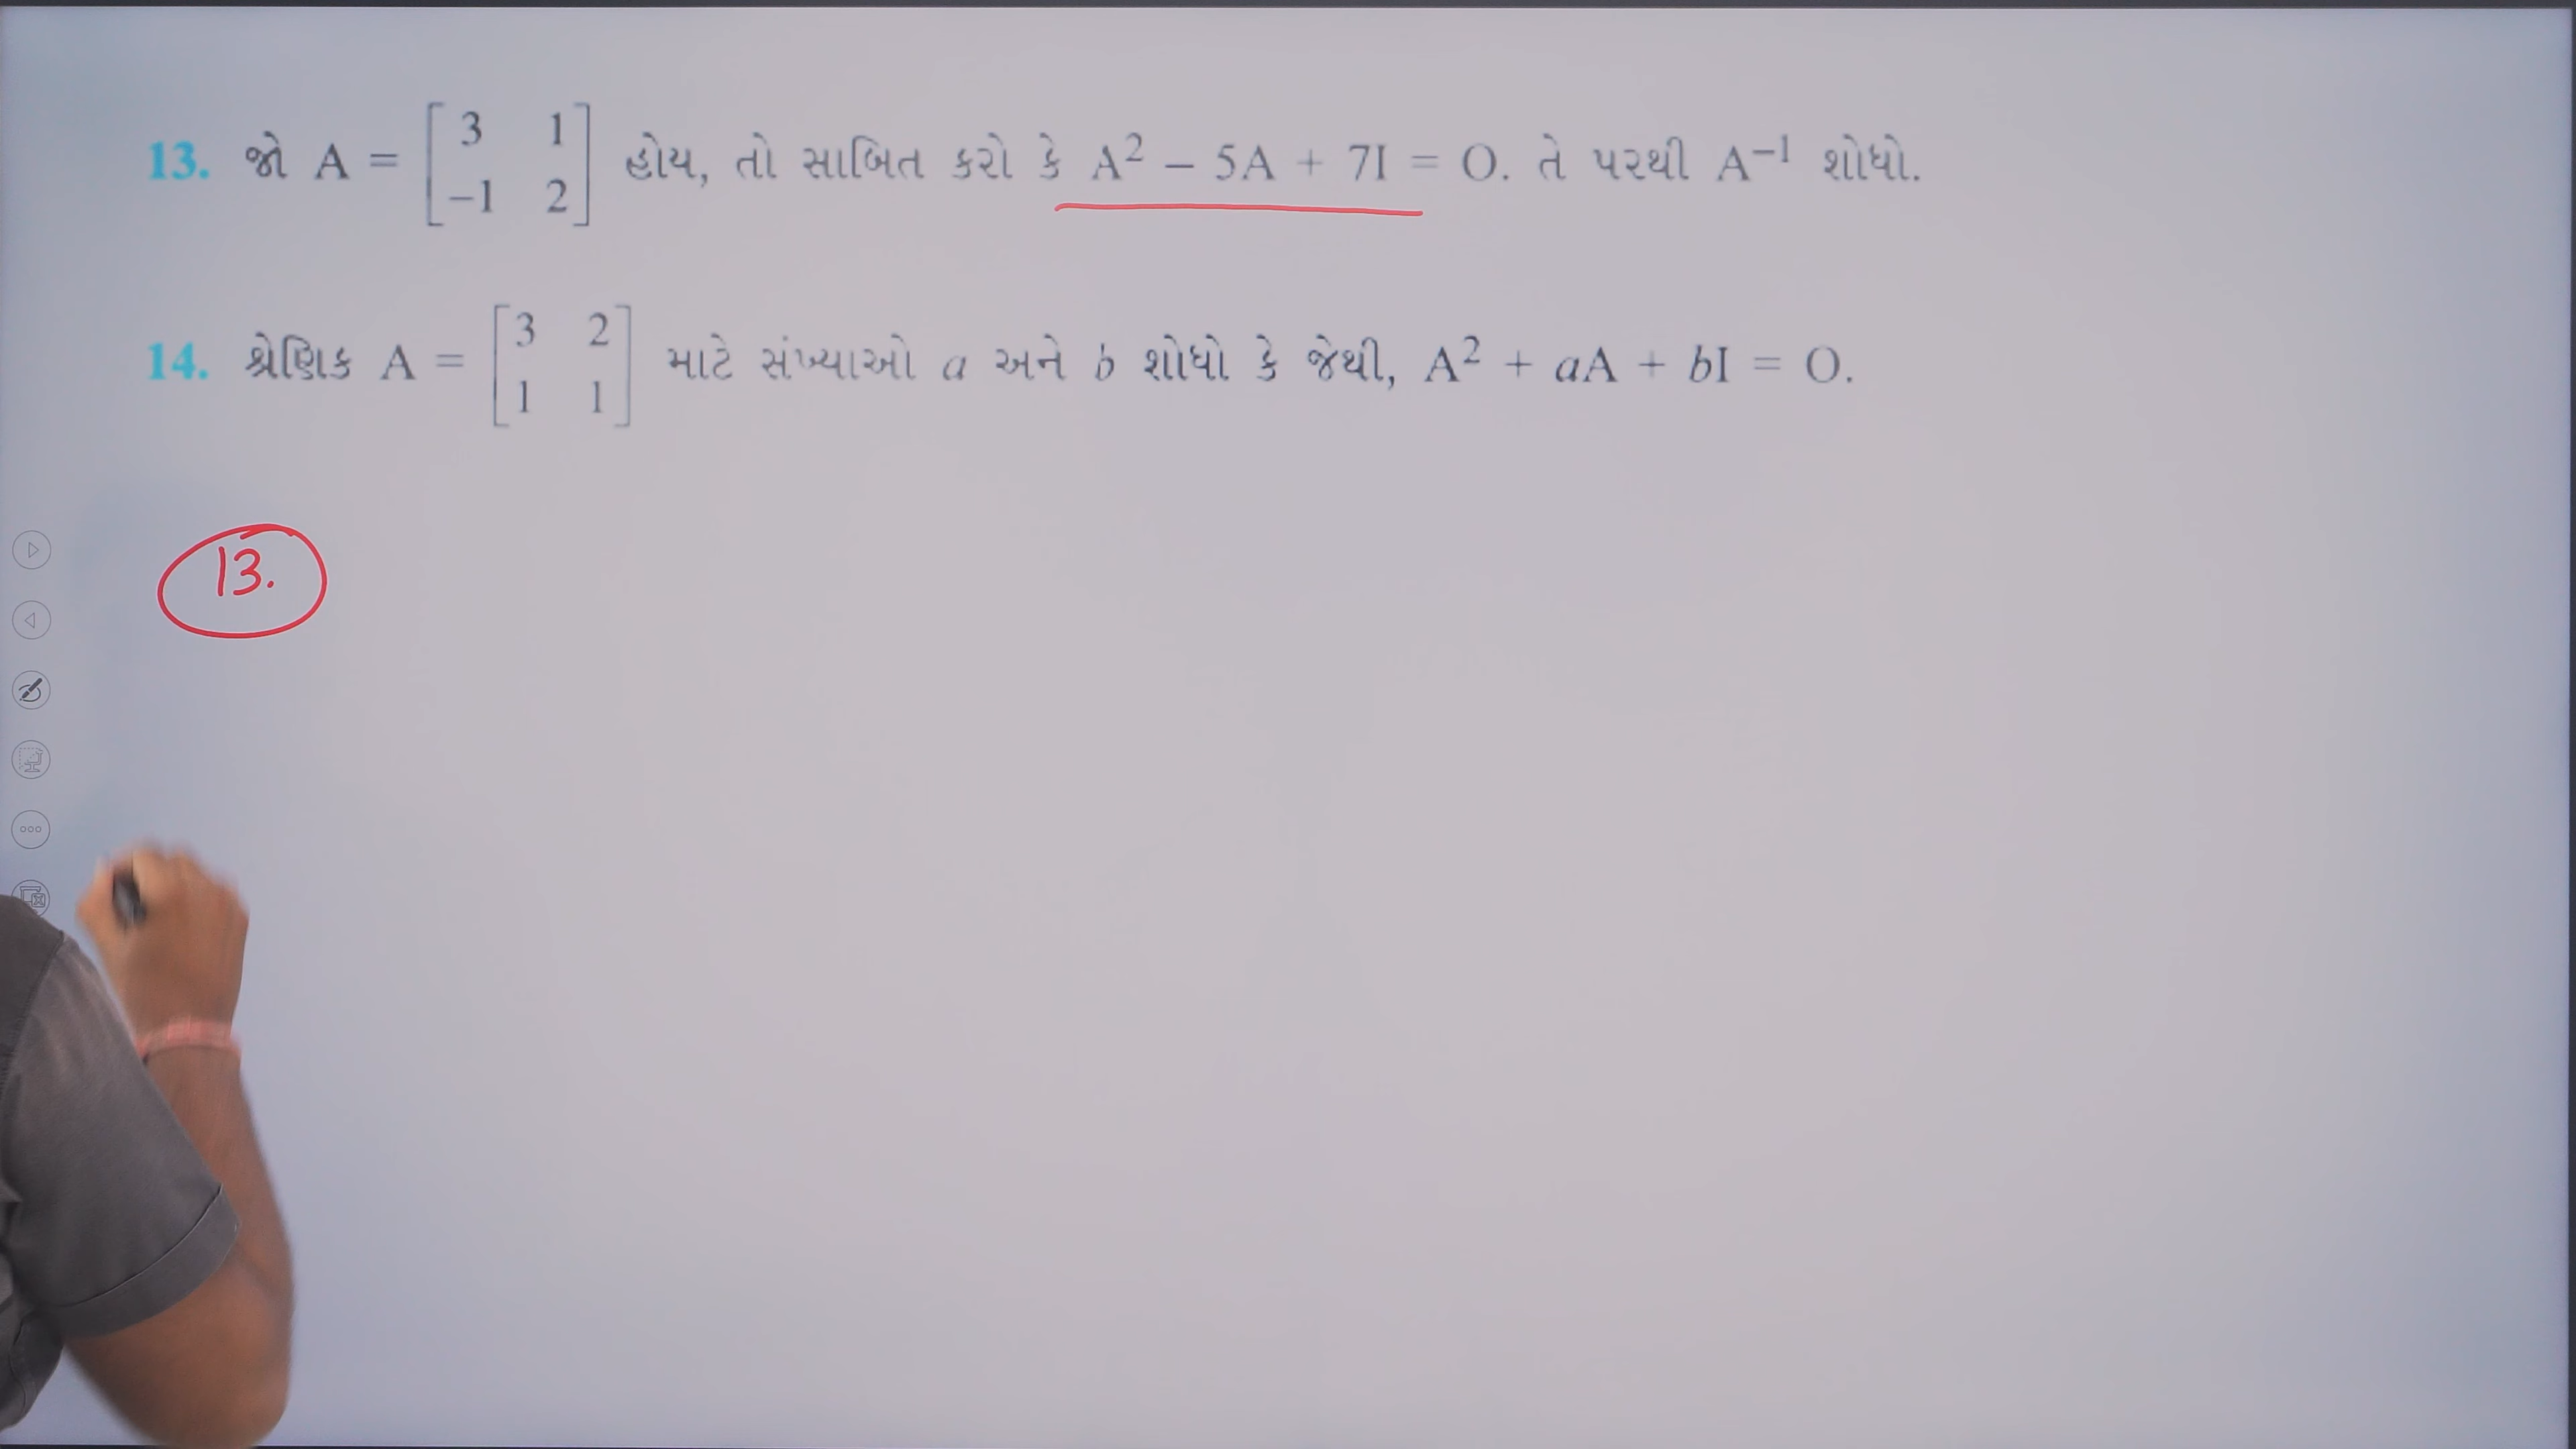 13. જો A = [3 1; −1 2] હોય, તો સાબિત કરો કે A² − 5A + 7I = O. તે પરથી A⁻¹ શોધો.
14. શ્રેણિક A = [3 2; 1 1] માટે સંખ્યાઓ a અને b શોધો કે જેથી, A² + aA + bI = O.
13.